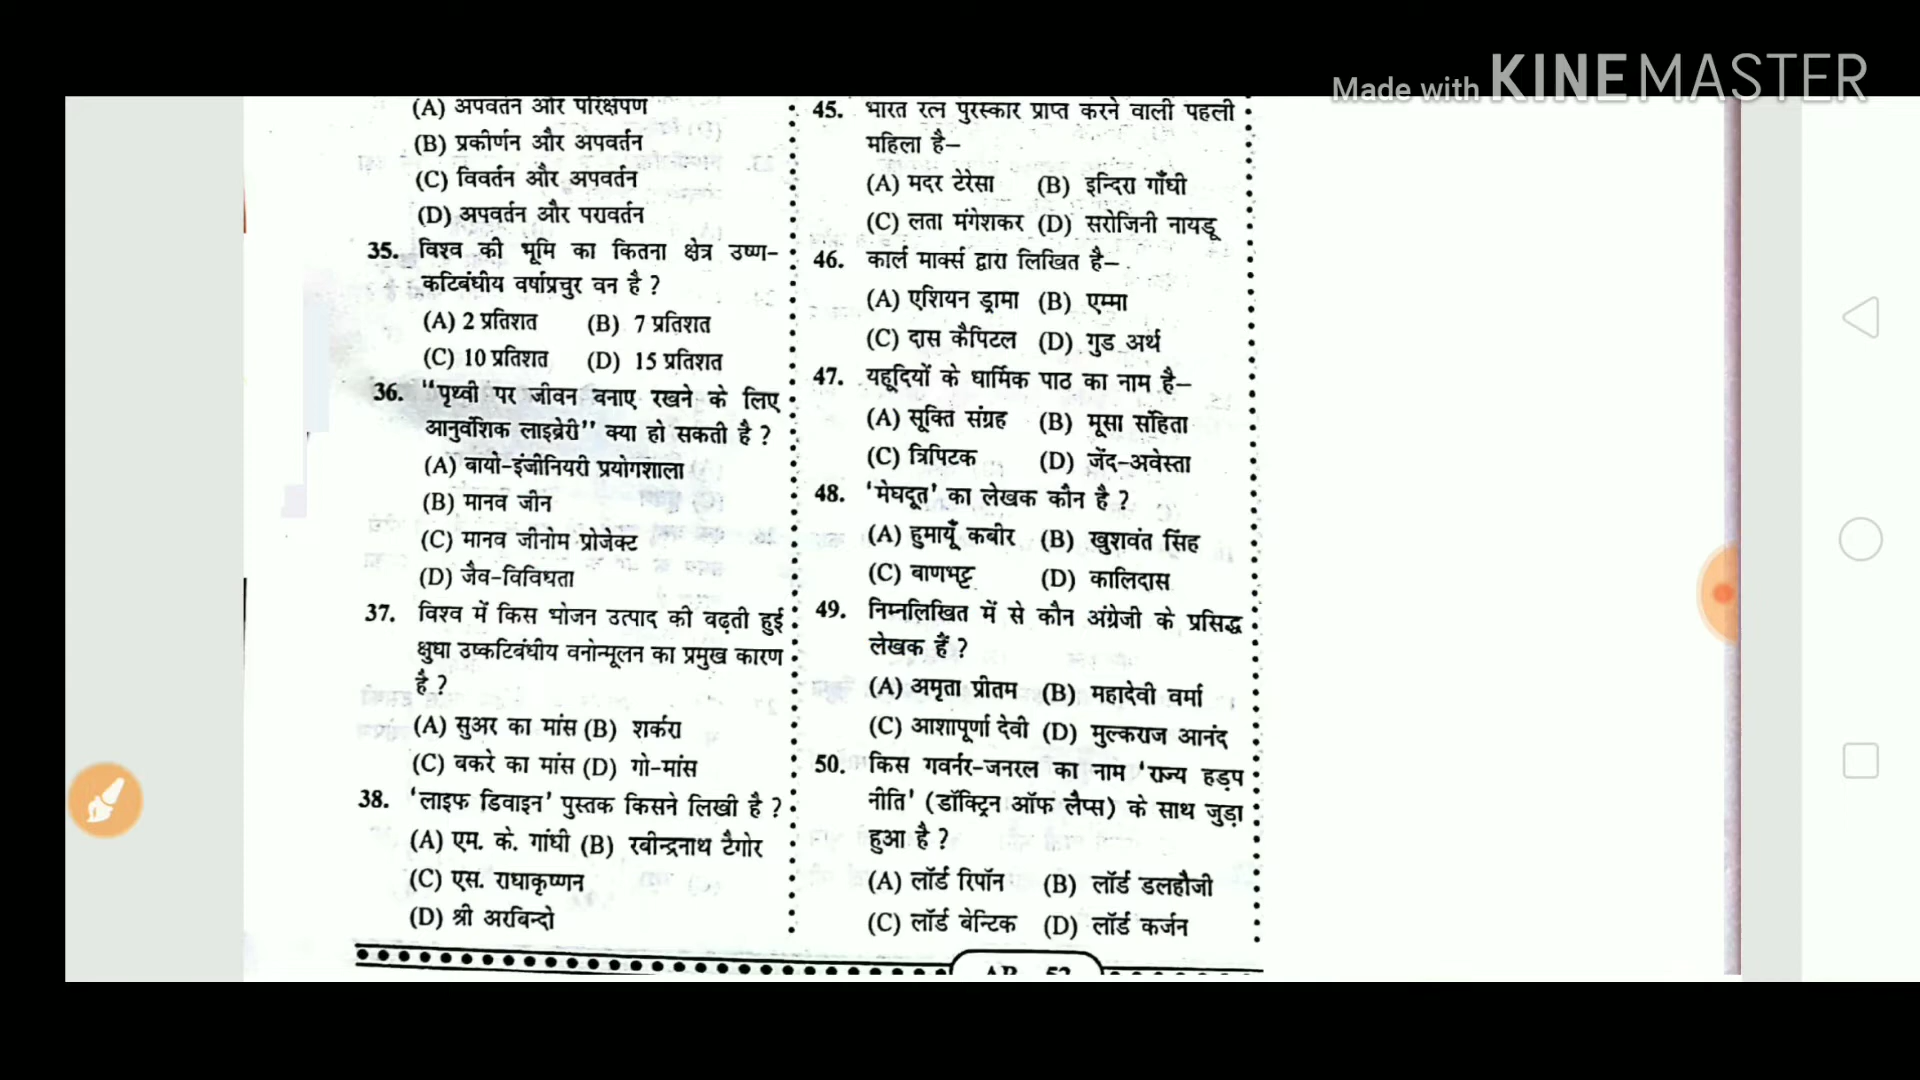 Made with KINEMASTER
(A) अपवर्तन और परिक्षेपण
(B) प्रकीर्णन और अपवर्तन
(C) विवर्तन और अपवर्तन
(D) अपवर्तन और परावर्तन
35. विश्व की भूमि का कितना क्षेत्र उष्ण-
कटिबंधीय वर्षाप्रचुर वन है ?
(A) 2 प्रतिशत (B) 7 प्रतिशत
(C) 10 प्रतिशत (D) 15 प्रतिशत
36. "पृथ्वी पर जीवन बनाए रखने के लिए
आनुवंशिक लाइब्रेरी" क्या हो सकती है ?
(A) बायो-इंजीनियरी प्रयोगशाला
(B) मानव जीन
(C) मानव जीनोम प्रोजेक्ट
(D) जैव-विविधता
37. विश्व में किस भोजन उत्पाद की बढ़ती हुई
क्षुधा उष्कटिबंधीय वनोन्मूलन का प्रमुख कारण
है ?
(A) सुअर का मांस (B) शर्करा
(C) बकरे का मांस (D) गो-मांस
38. 'लाइफ डिवाइन' पुस्तक किसने लिखी है ?
(A) एम. के. गांधी (B) रबीन्द्रनाथ टैगोर
(C) एस. राधाकृष्णन
(D) श्री अरबिन्दो
45. भारत रत्न पुरस्कार प्राप्त करने वाली पहली
महिला है–
(A) मदर टेरेसा (B) इन्दिरा गाँधी
(C) लता मंगेशकर (D) सरोजिनी नायडू
46. कार्ल मार्क्स द्वारा लिखित है–
(A) एशियन ड्रामा (B) एम्मा
(C) दास कैपिटल (D) गुड अर्थ
47. यहूदियों के धार्मिक पाठ का नाम है–
(A) सूक्ति संग्रह (B) मूसा संहिता
(C) त्रिपिटक (D) जेंद-अवेस्ता
48. 'मेघदूत' का लेखक कौन है ?
(A) हुमायूँ कबीर (B) खुशवंत सिंह
(C) बाणभट्ट (D) कालिदास
49. निम्नलिखित में से कौन अंग्रेजी के प्रसिद्ध
लेखक हैं ?
(A) अमृता प्रीतम (B) महादेवी वर्मा
(C) आशापूर्णा देवी (D) मुल्कराज आनंद
50. किस गवर्नर-जनरल का नाम 'राज्य हड़प
नीति' (डॉक्ट्रिन ऑफ लैप्स) के साथ जुड़ा
हुआ है ?
(A) लॉर्ड रिपॉन (B) लॉर्ड डलहौजी
(C) लॉर्ड बेन्टिक (D) लॉर्ड कर्जन